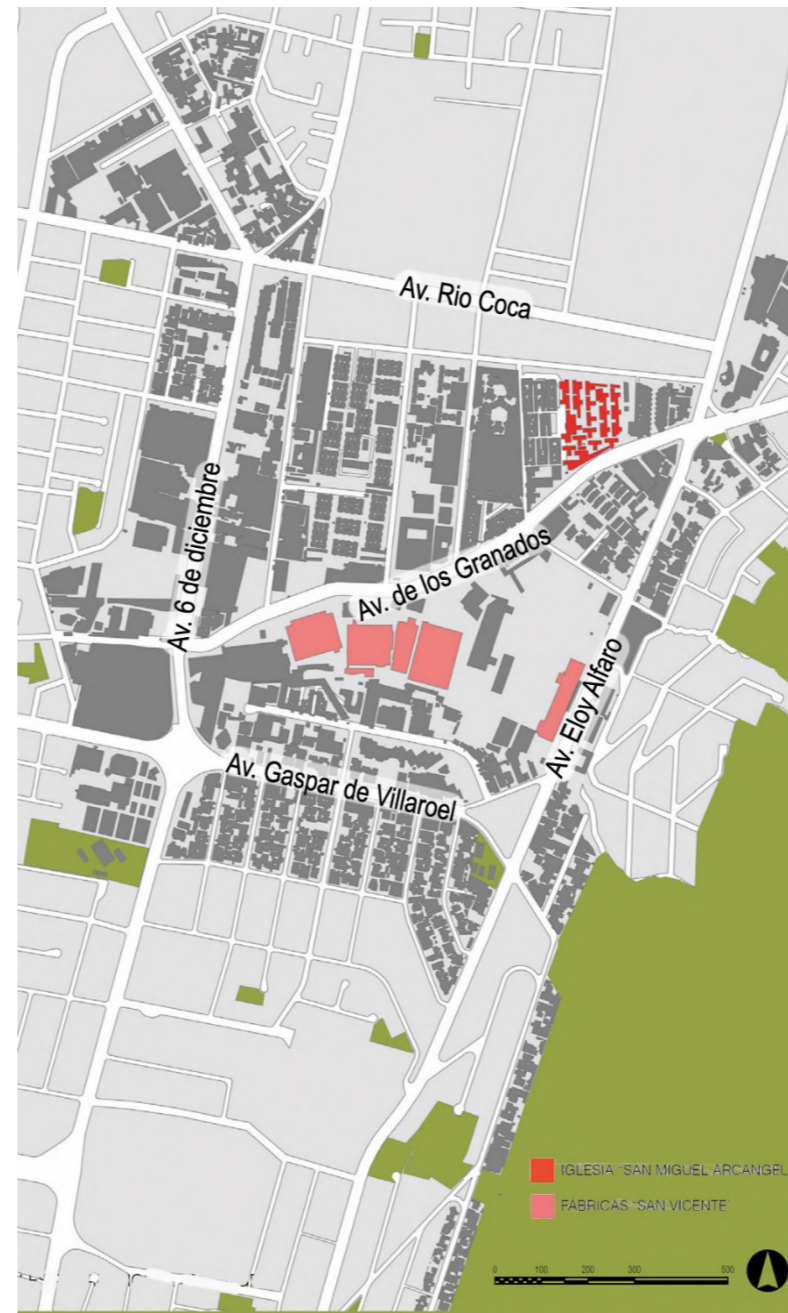 Av. Rio Coca
Av. 6 de diciembre
Av. de los Granados
Av. Eloy Alfaro
Av. Gaspar de Villaroel
IGLESIA "SAN MIGUEL ARCANGEL
FÁBRICAS "SAN VICENTE"
0 100 200 300 500